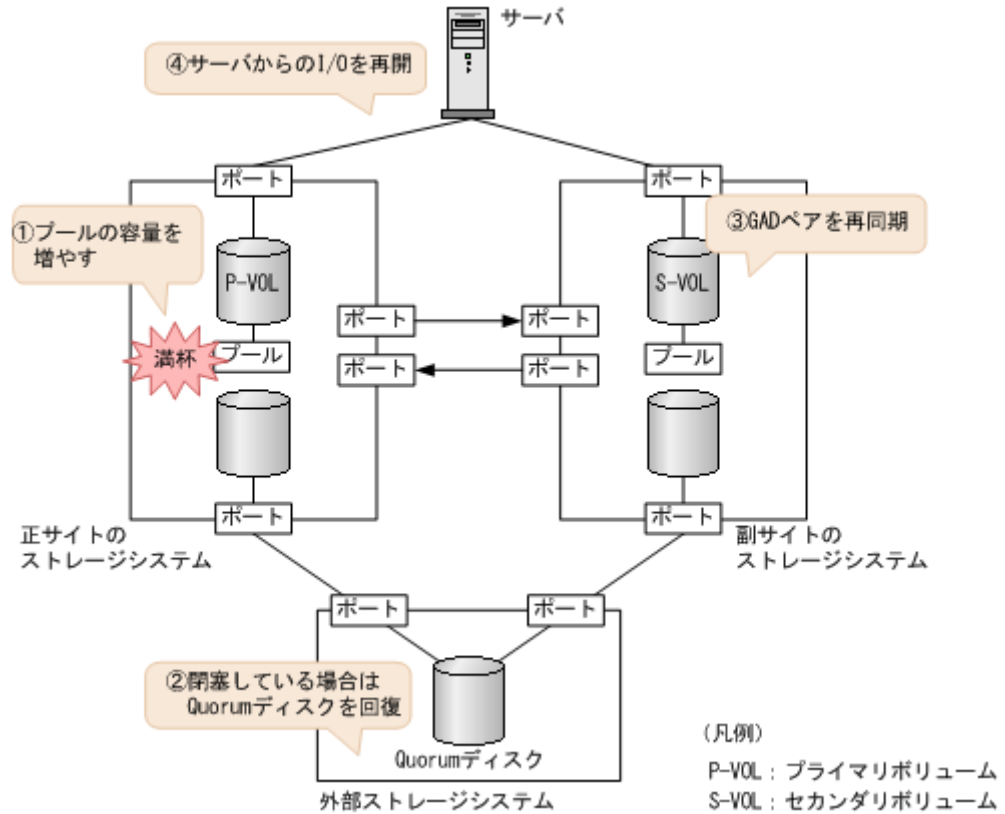 サーバ
④サーバからのI/Oを再開
ポート
ポート
①プールの容量を
増やす
③GADペアを再同期
P-VOL
S-VOL
ポート
ポート
満杯
プール
プール
ポート
ポート
ポート
ポート
正サイトの
ストレージシステム
副サイトの
ストレージシステム
ポート
ポート
②閉塞している場合は
Quorumディスクを回復
Quorumディスク
外部ストレージシステム
(凡例)
P-VOL：プライマリボリューム
S-VOL：セカンダリボリューム